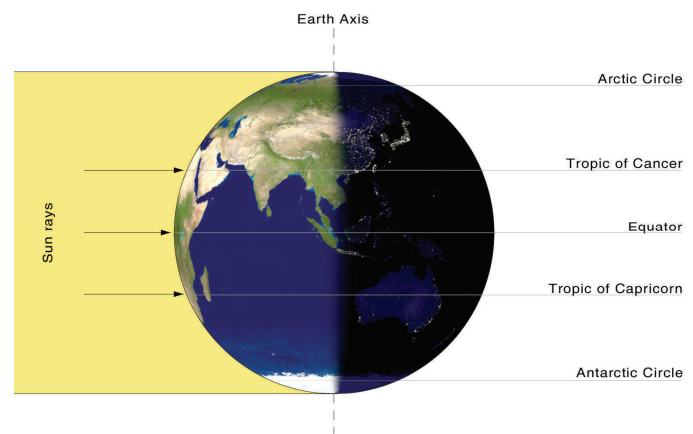 Earth Axis
Arctic Circle
Tropic of Cancer
Sun rays
Equator
Tropic of Capricorn
Antarctic Circle